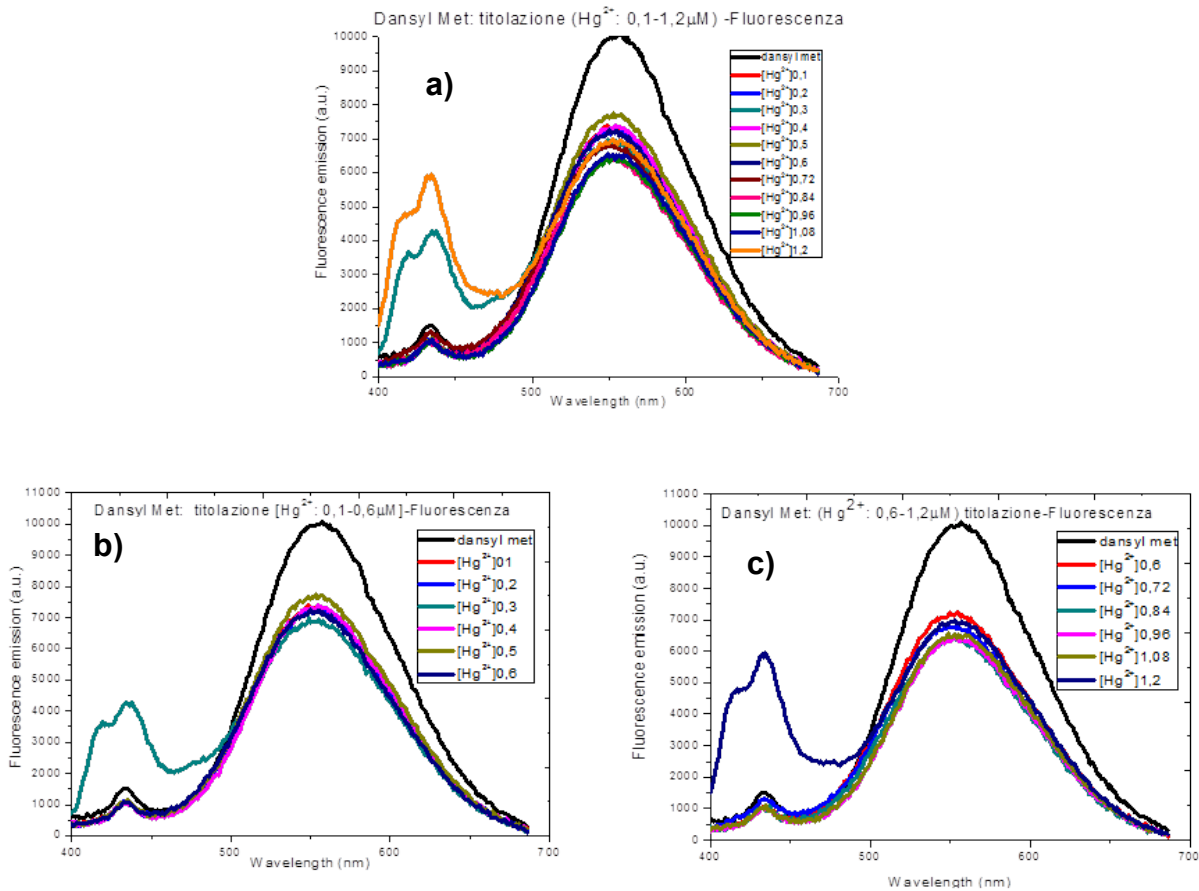 Dansyl Met: titolazione (Hg²⁺: 0,1-1,2µM) -Fluorescenza
a)
10000
9000
8000
7000
6000
5000
4000
3000
2000
1000
0
Fluorescence emission (a.u.)
400
500
600
700
Wavelength (nm)
dansyl met
[Hg²⁺]0,1
[Hg²⁺]0,2
[Hg²⁺]0,3
[Hg²⁺]0,4
[Hg²⁺]0,5
[Hg²⁺]0,6
[Hg²⁺]0,72
[Hg²⁺]0,84
[Hg²⁺]0,96
[Hg²⁺]1,08
[Hg²⁺]1,2
Dansyl Met: titolazione [Hg²⁺: 0,1-0,6µM]-Fluorescenza
b)
11000
10000
9000
8000
7000
6000
5000
4000
3000
2000
1000
0
Fluorescence emission (a.u.)
400
500
600
700
Wavelength (nm)
dansyl met
[Hg²⁺]01
[Hg²⁺]0,2
[Hg²⁺]0,3
[Hg²⁺]0,4
[Hg²⁺]0,5
[Hg²⁺]0,6
Dansyl Met: (Hg²⁺: 0,6-1,2µM) titolazione-Fluorescenza
c)
11000
10000
9000
8000
7000
6000
5000
4000
3000
2000
1000
0
Fluorescence emission (a.u.)
400
500
600
700
Wavelength (nm)
dansyl met
[Hg²⁺]0,6
[Hg²⁺]0,72
[Hg²⁺]0,84
[Hg²⁺]0,96
[Hg²⁺]1,08
[Hg²⁺]1,2